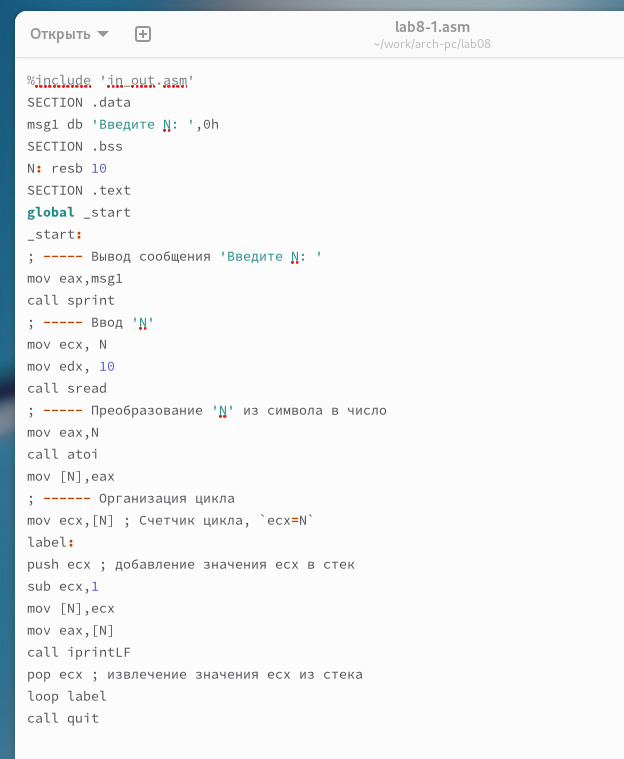 Открыть
lab8-1.asm
~/work/arch-pc/lab08
%include 'in_out.asm'
SECTION .data
msg1 db 'Введите N: ',0h
SECTION .bss
N: resb 10
SECTION .text
global _start
_start:
; ----- Вывод сообщения 'Введите N: '
mov eax,msg1
call sprint
; ----- Ввод 'N'
mov ecx, N
mov edx, 10
call sread
; ----- Преобразование 'N' из символа в число
mov eax,N
call atoi
mov [N],eax
; ------ Организация цикла
mov ecx,[N] ; Счетчик цикла, `ecx=N`
label:
push ecx ; добавление значения ecx в стек
sub ecx,1
mov [N],ecx
mov eax,[N]
call iprintLF
pop ecx ; извлечение значения ecx из стека
loop label
call quit